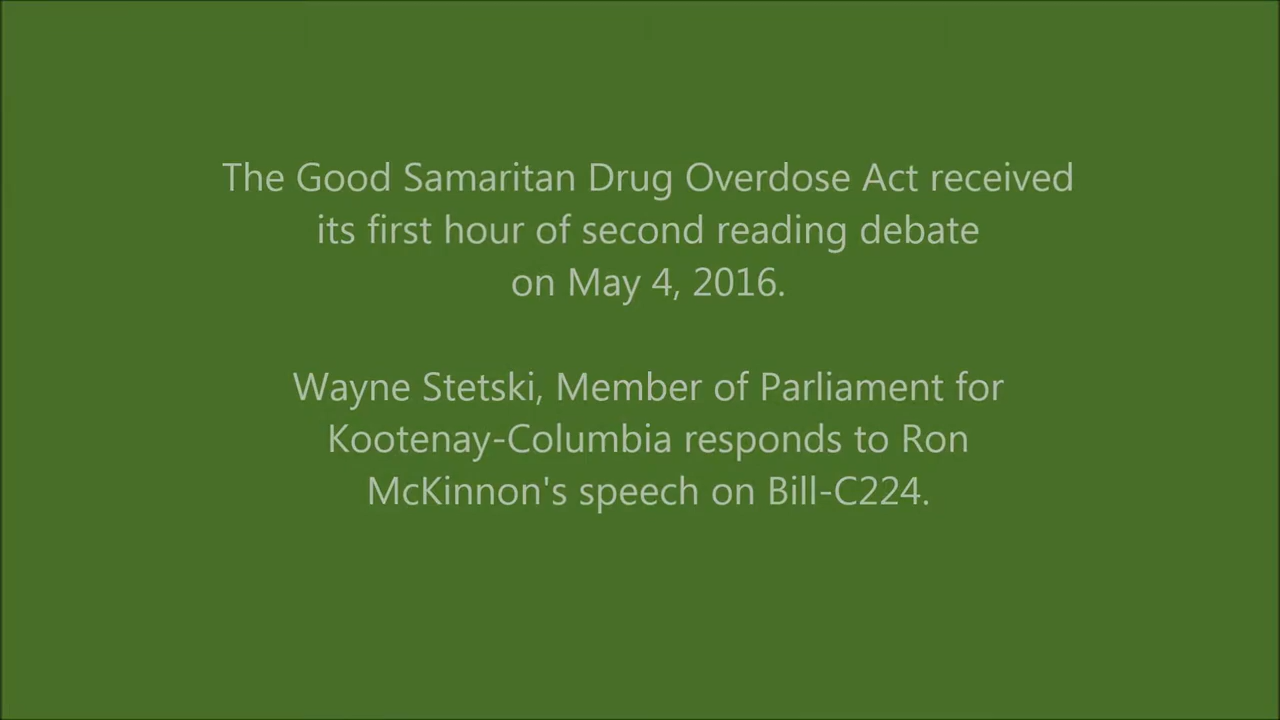 The Good Samaritan Drug Overdose Act received
its first hour of second reading debate
on May 4, 2016.
Wayne Stetski, Member of Parliament for
Kootenay-Columbia responds to Ron
McKinnon's speech on Bill-C224.